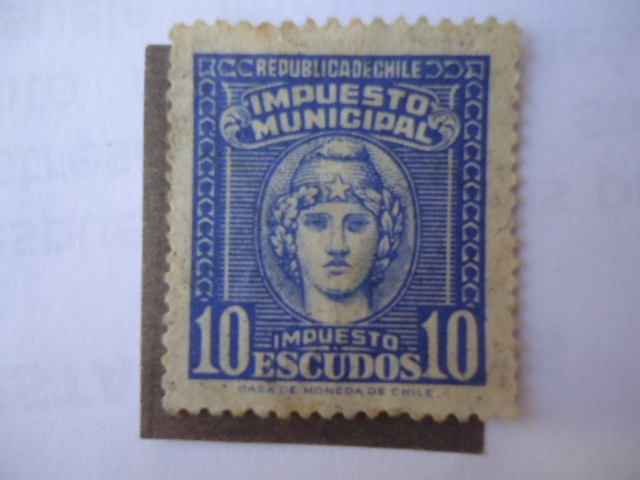 REPUBLICA DE CHILE
IMPUESTO
MUNICIPAL
IMPUESTO
10 ESCUDOS 10
CASA DE MONEDA DE CHILE.